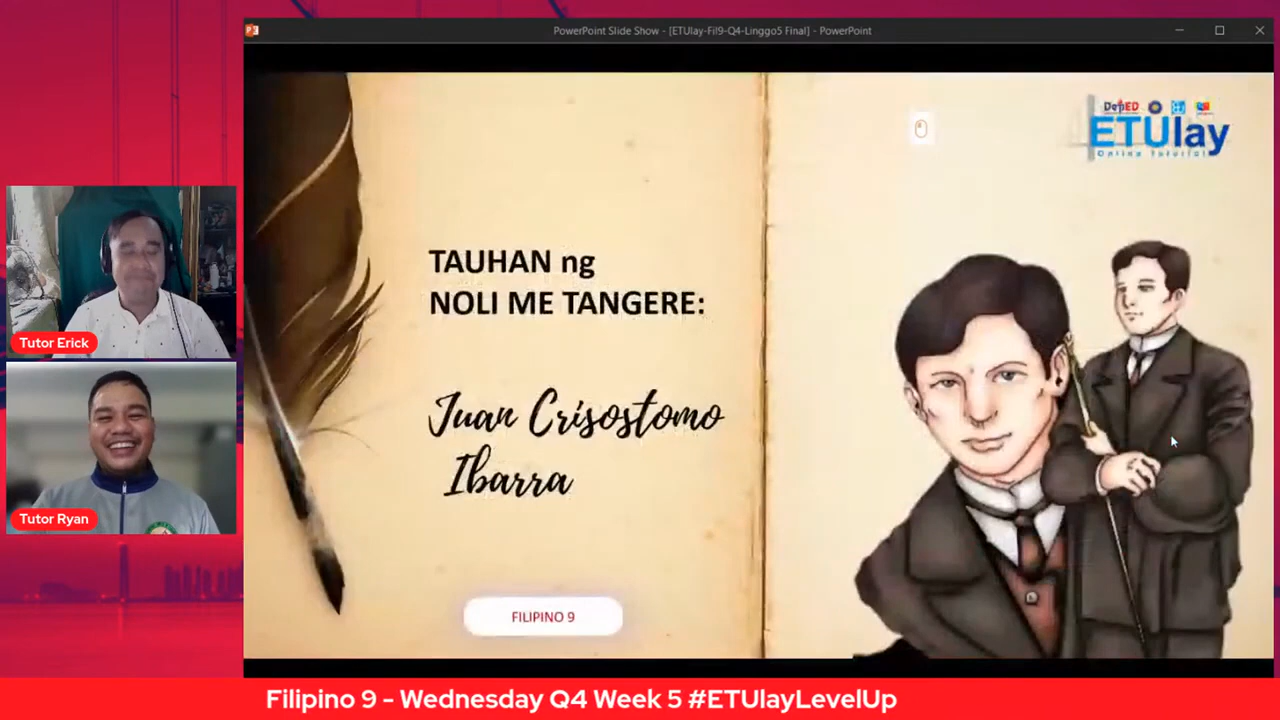 PowerPoint Slide Show - [ETUlay-Fil9-Q4-Linggo5 Final] - PowerPoint
DepED
ETUlay
Online Tutorial
TAUHAN ng
NOLI ME TANGERE:
Juan Crisostomo
Ibarra
FILIPINO 9
Tutor Erick
Tutor Ryan
Filipino 9 - Wednesday Q4 Week 5 #ETUlayLevelUp